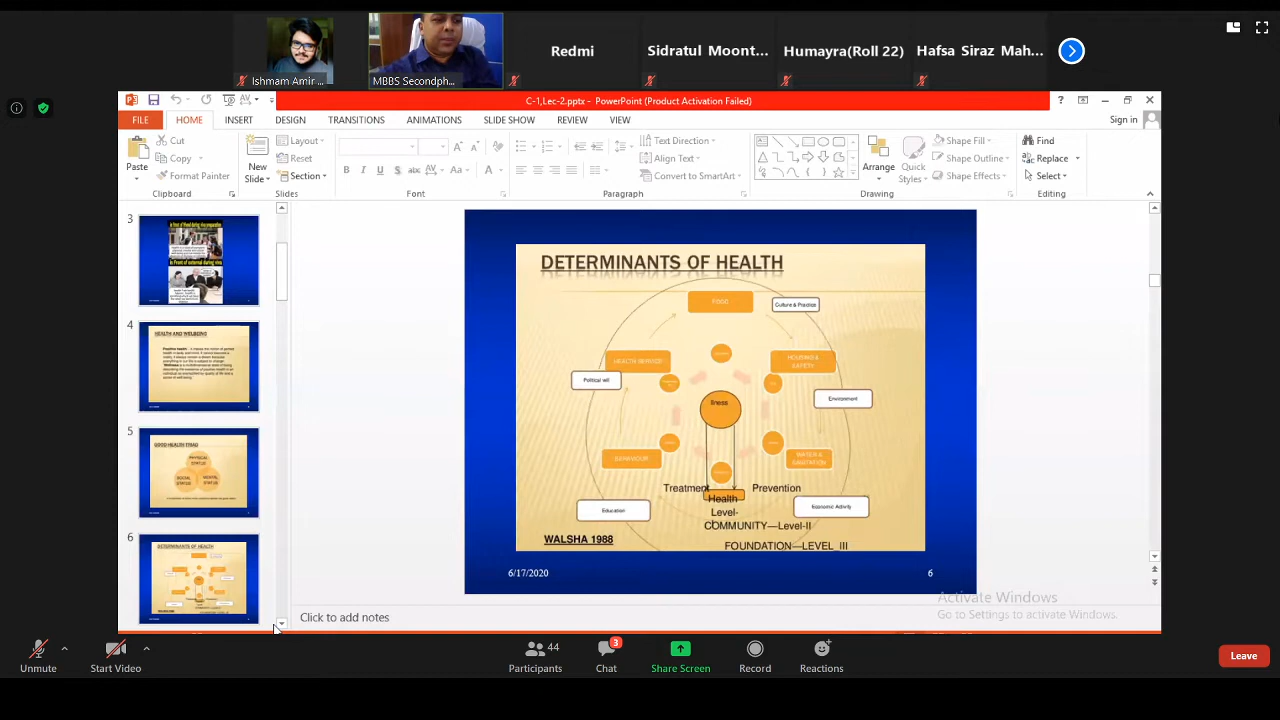 Redmi
Sidratul Moont...
Humayra(Roll 22)
Hafsa Siraz Mah...
Ishmam Amir ...
MBBS Secondph...
C-1,Lec-2.pptx - PowerPoint (Product Activation Failed)
?
Sign in
FILE
HOME
INSERT
DESIGN
TRANSITIONS
ANIMATIONS
SLIDE SHOW
REVIEW
VIEW
Paste
Cut
Copy
Format Painter
Clipboard
New
Slide
Layout
Reset
Section
Slides
B I U S abc AV Aa A
Font
Text Direction
Align Text
Convert to SmartArt
Paragraph
Arrange
Quick
Styles
Shape Fill
Shape Outline
Shape Effects
Drawing
Find
Replace
Select
Editing
3
4
HEALTH AND WELLBEING
5
GOOD HEALTH TRIAD
PHYSICAL
STATUS
SOCIAL
STATUS
MENTAL
STATUS
6
DETERMINANTS OF HEALTH
DETERMINANTS OF HEALTH
FOOD
Culture & Practice
HEALTH SERVICE
HOUSING &
SAFETY
Political will
Environment
Illness
BEHAVIOUR
WATER &
SANITATION
Treatment
Prevention
Health
Level-
Education
Economic Activity
COMMUNITY—Level-II
WALSHA 1988
FOUNDATION—LEVEL_III
6/17/2020
6
Click to add notes
Activate Windows
Go to Settings to activate Windows.
Unmute
Start Video
44
Participants
3
Chat
Share Screen
Record
Reactions
Leave